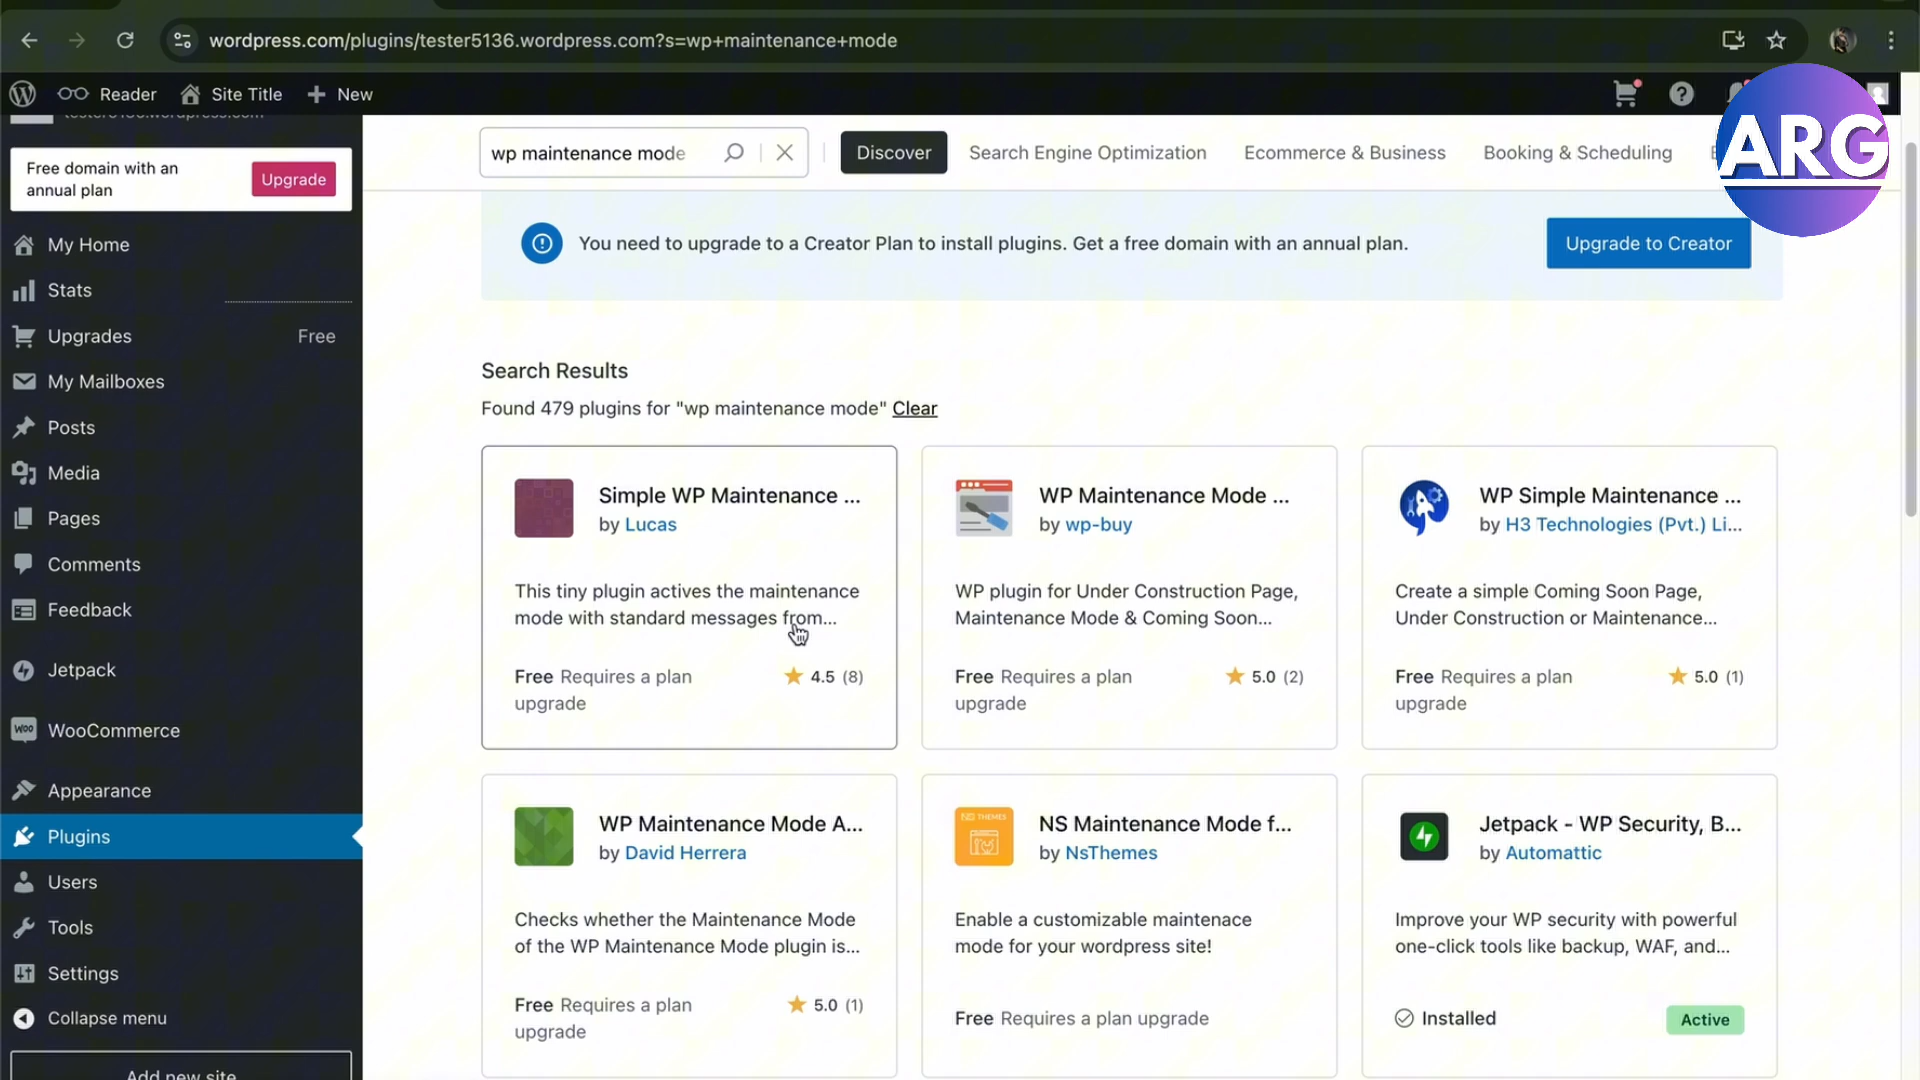 wordpress.com/plugins/tester5136.wordpress.com?s=wp+maintenance+mode
Reader
Site Title
New
ARG
Free domain with an
annual plan
Upgrade
My Home
Stats
Upgrades
Free
My Mailboxes
Posts
Media
Pages
Comments
Feedback
Jetpack
WooCommerce
Appearance
Plugins
Users
Tools
Settings
Collapse menu
Add new site
wp maintenance mode
Discover
Search Engine Optimization
Ecommerce & Business
Booking & Scheduling
You need to upgrade to a Creator Plan to install plugins. Get a free domain with an annual plan.
Upgrade to Creator
Search Results
Found 479 plugins for "wp maintenance mode" Clear
Simple WP Maintenance ...
by Lucas
This tiny plugin actives the maintenance
mode with standard messages from...
Free Requires a plan
upgrade
4.5 (8)
WP Maintenance Mode ...
by wp-buy
WP plugin for Under Construction Page,
Maintenance Mode & Coming Soon...
Free Requires a plan
upgrade
5.0 (2)
WP Simple Maintenance ...
by H3 Technologies (Pvt.) Li...
Create a simple Coming Soon Page,
Under Construction or Maintenance...
Free Requires a plan
upgrade
5.0 (1)
WP Maintenance Mode A...
by David Herrera
Checks whether the Maintenance Mode
of the WP Maintenance Mode plugin is...
Free Requires a plan
upgrade
5.0 (1)
NS THEMES
NS Maintenance Mode f...
by NsThemes
Enable a customizable maintenace
mode for your wordpress site!
Free Requires a plan upgrade
Jetpack - WP Security, B...
by Automattic
Improve your WP security with powerful
one-click tools like backup, WAF, and...
Installed
Active